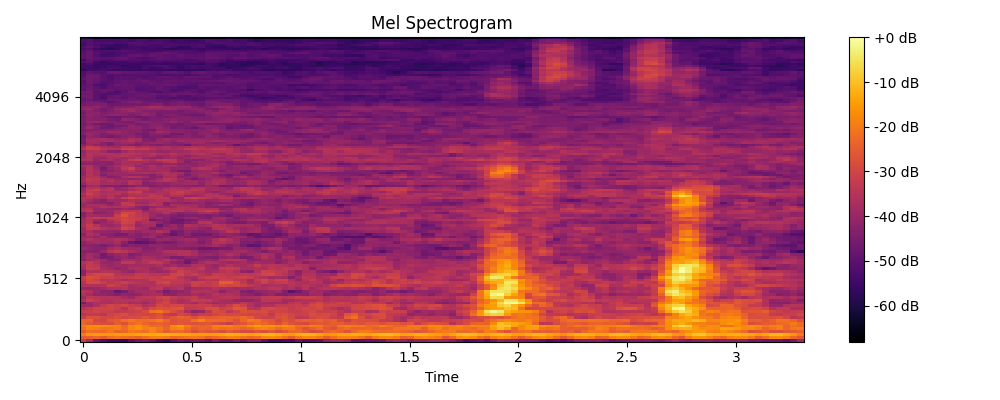 Mel Spectrogram
+0 dB
-10 dB
-20 dB
-30 dB
-40 dB
-50 dB
-60 dB
Hz
4096
2048
1024
512
0
0 0.5 1 1.5 2 2.5 3
Time